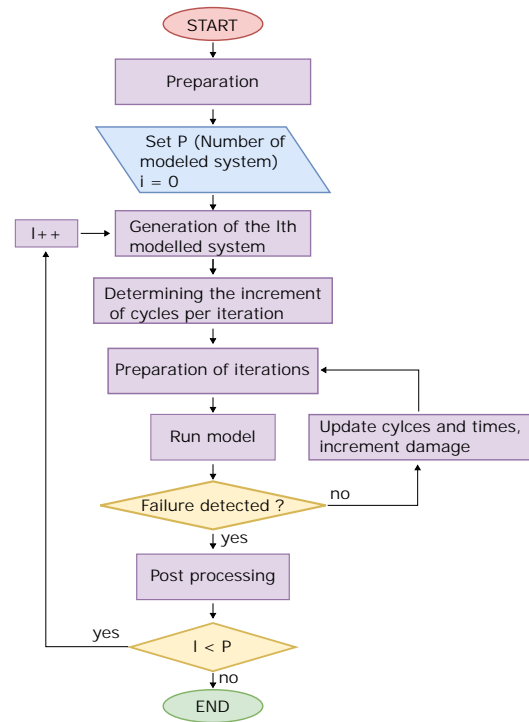 START
Preparation
Set P (Number of
modeled system)
i = 0
I++
Generation of the Ith
modelled system
Determining the increment
of cycles per iteration
Preparation of iterations
Run model
Update cylces and times,
increment damage
Failure detected ?
no
yes
Post processing
yes
I < P
no
END